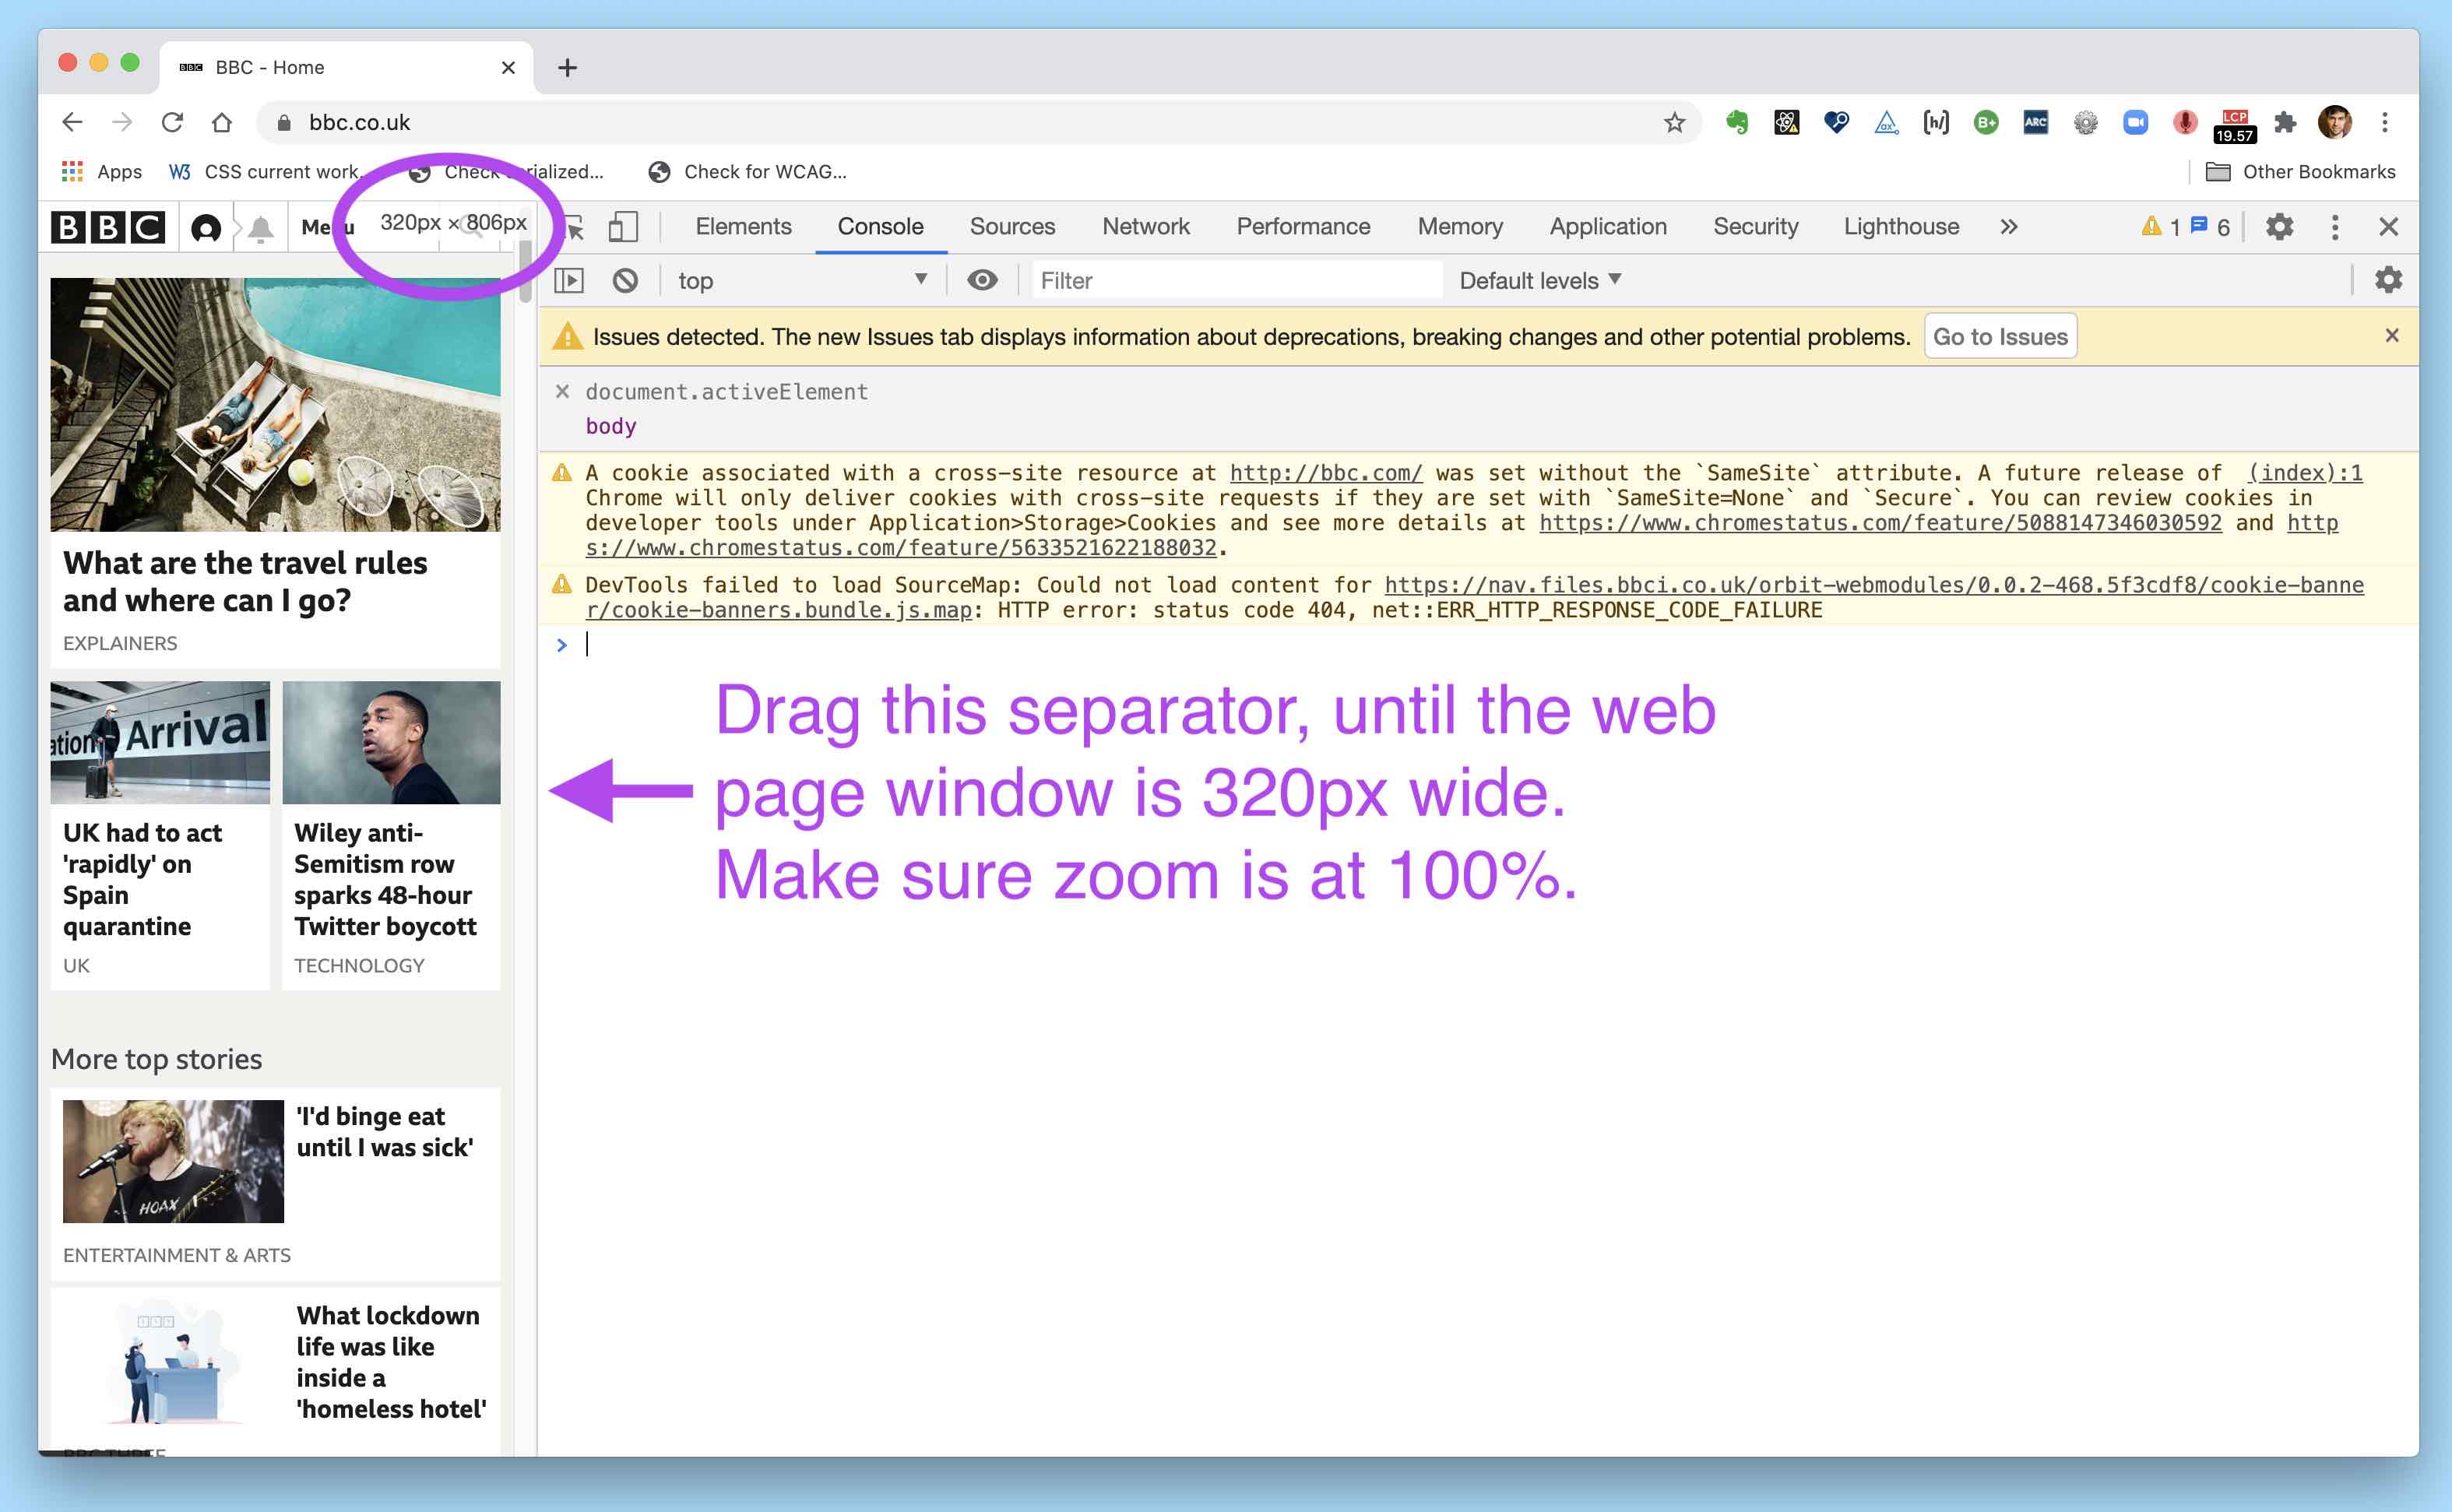 BBC BBC - Home
bbc.co.uk
B+
ARC
LCP
19.57
Apps
W3 CSS current work...
Check for WCAG...
Other Bookmarks
BBC
320px × 806px
Elements Console Sources Network Performance Memory Application Security Lighthouse » 1 6
top Filter Default levels
Issues detected. The new Issues tab displays information about deprecations, breaking changes and other potential problems. Go to Issues
document.activeElement
body
A cookie associated with a cross-site resource at http://bbc.com/ was set without the `SameSite` attribute. A future release of (index):1
Chrome will only deliver cookies with cross-site requests if they are set with `SameSite=None` and `Secure`. You can review cookies in
developer tools under Application>Storage>Cookies and see more details at https://www.chromestatus.com/feature/5088147346030592 and http
s://www.chromestatus.com/feature/5633521622188032.
DevTools failed to load SourceMap: Could not load content for https://nav.files.bbci.co.uk/orbit-webmodules/0.0.2-468.5f3cdf8/cookie-banne
r/cookie-banners.bundle.js.map: HTTP error: status code 404, net::ERR_HTTP_RESPONSE_CODE_FAILURE
Drag this separator, until the web
page window is 320px wide.
Make sure zoom is at 100%.
What are the travel rules
and where can I go?
EXPLAINERS
Arrival
UK had to act
'rapidly' on
Spain
quarantine
UK
Wiley anti-
Semitism row
sparks 48-hour
Twitter boycott
TECHNOLOGY
More top stories
HOAX
'I'd binge eat
until I was sick'
ENTERTAINMENT & ARTS
What lockdown
life was like
inside a
'homeless hotel'